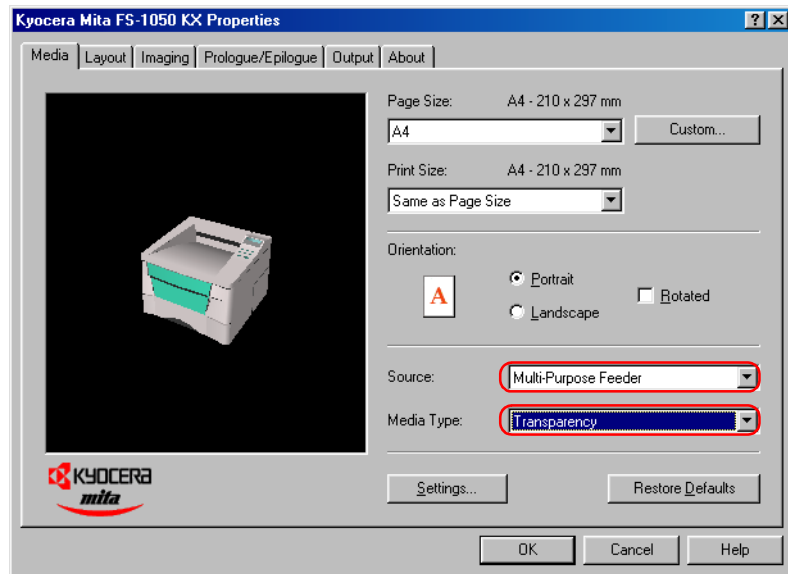 Kyocera Mita FS-1050 KX Properties
Media Layout Imaging Prologue/Epilogue Output About
Page Size: A4 - 210 x 297 mm
A4 Custom...
Print Size: A4 - 210 x 297 mm
Same as Page Size
Orientation:
A
Portrait
Rotated
Landscape
Source: Multi-Purpose Feeder
Media Type: Transparency
KYOCERA
mita
Settings... Restore Defaults
OK Cancel Help